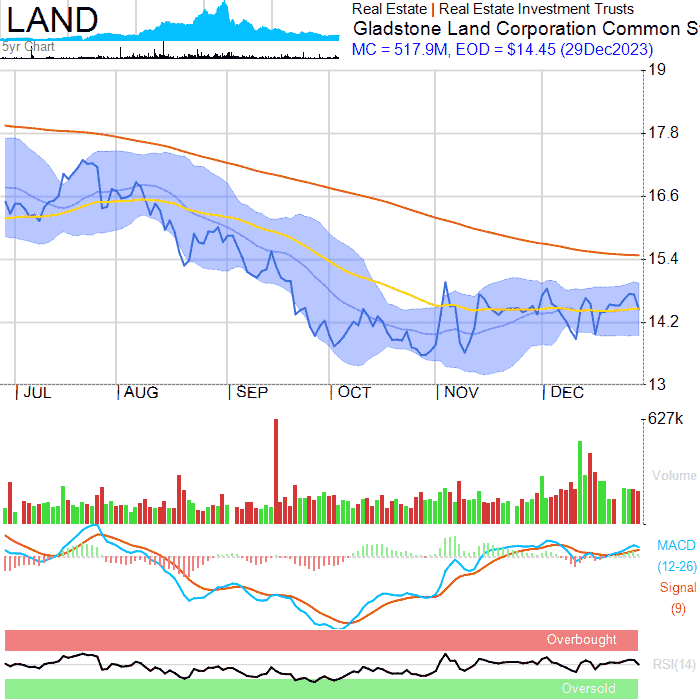 LAND
5yr Chart
Real Estate | Real Estate Investment Trusts
Gladstone Land Corporation Common S
MC = 517.9M, EOD = $14.45 (29Dec2023)
19
17.8
16.6
15.4
14.2
13
JUL AUG SEP OCT NOV DEC
627k
Volume
MACD
(12-26)
Signal
(9)
Overbought
RSI(14)
Oversold